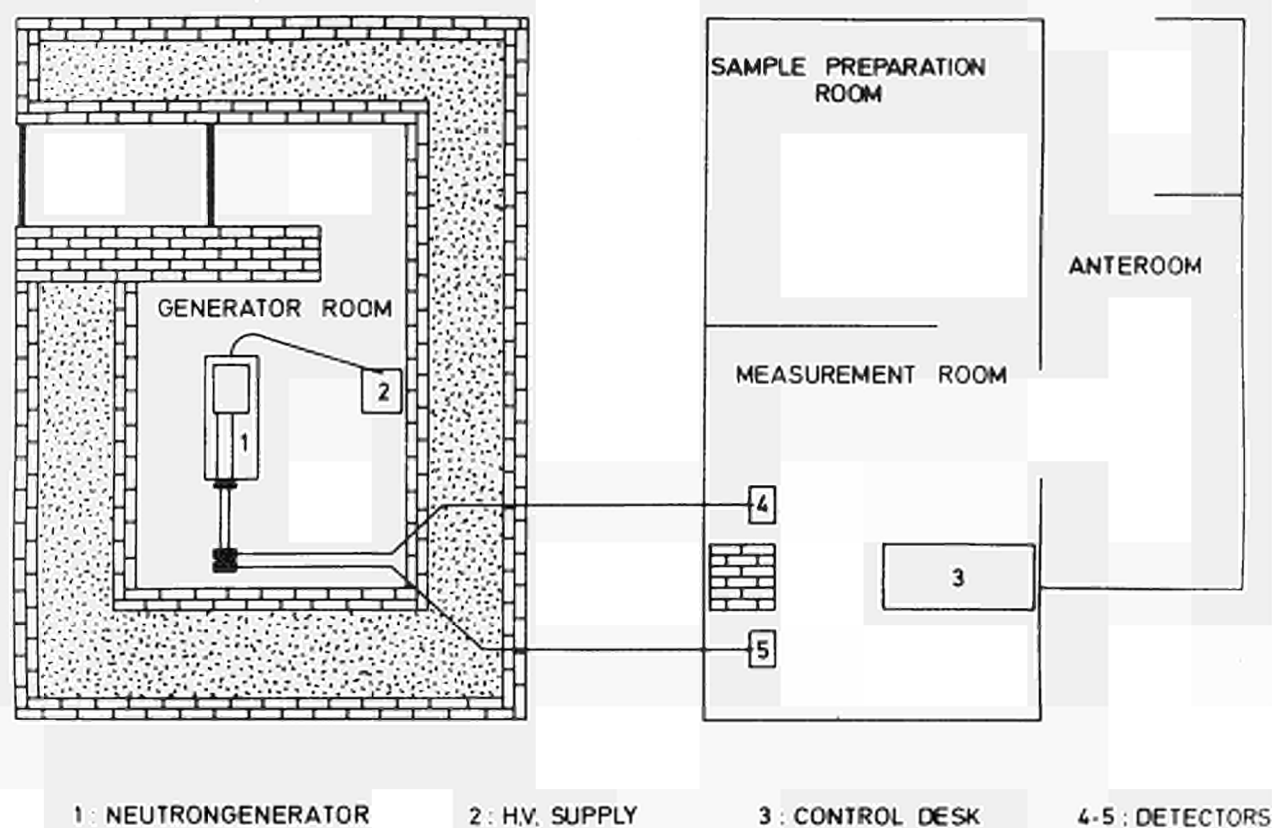 SAMPLE PREPARATION
ROOM
ANTEROOM
GENERATOR ROOM
MEASUREMENT ROOM
2
1
4
3
5
1 : NEUTRONGENERATOR 2 : H.V. SUPPLY 3 : CONTROL DESK 4-5 : DETECTORS